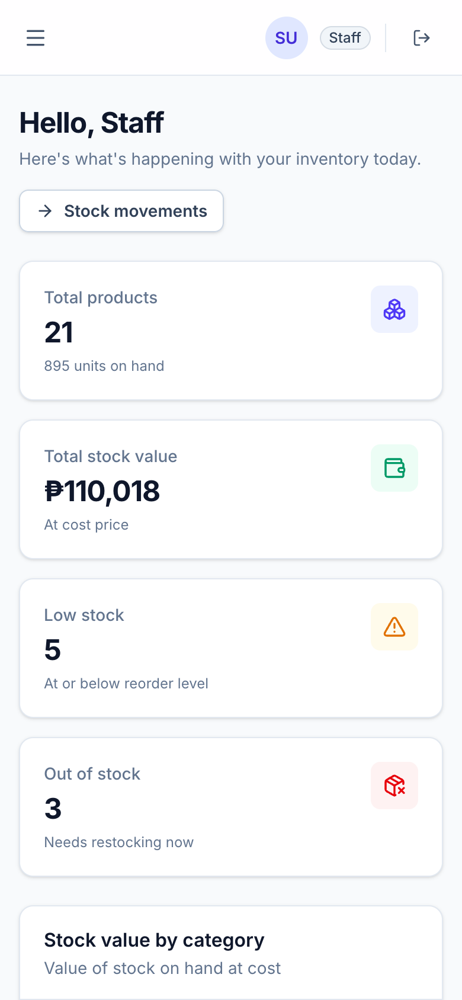 SU
Staff
Hello, Staff
Here's what's happening with your inventory today.
Stock movements
Total products
21
895 units on hand
Total stock value
₱110,018
At cost price
Low stock
5
At or below reorder level
Out of stock
3
Needs restocking now
Stock value by category
Value of stock on hand at cost